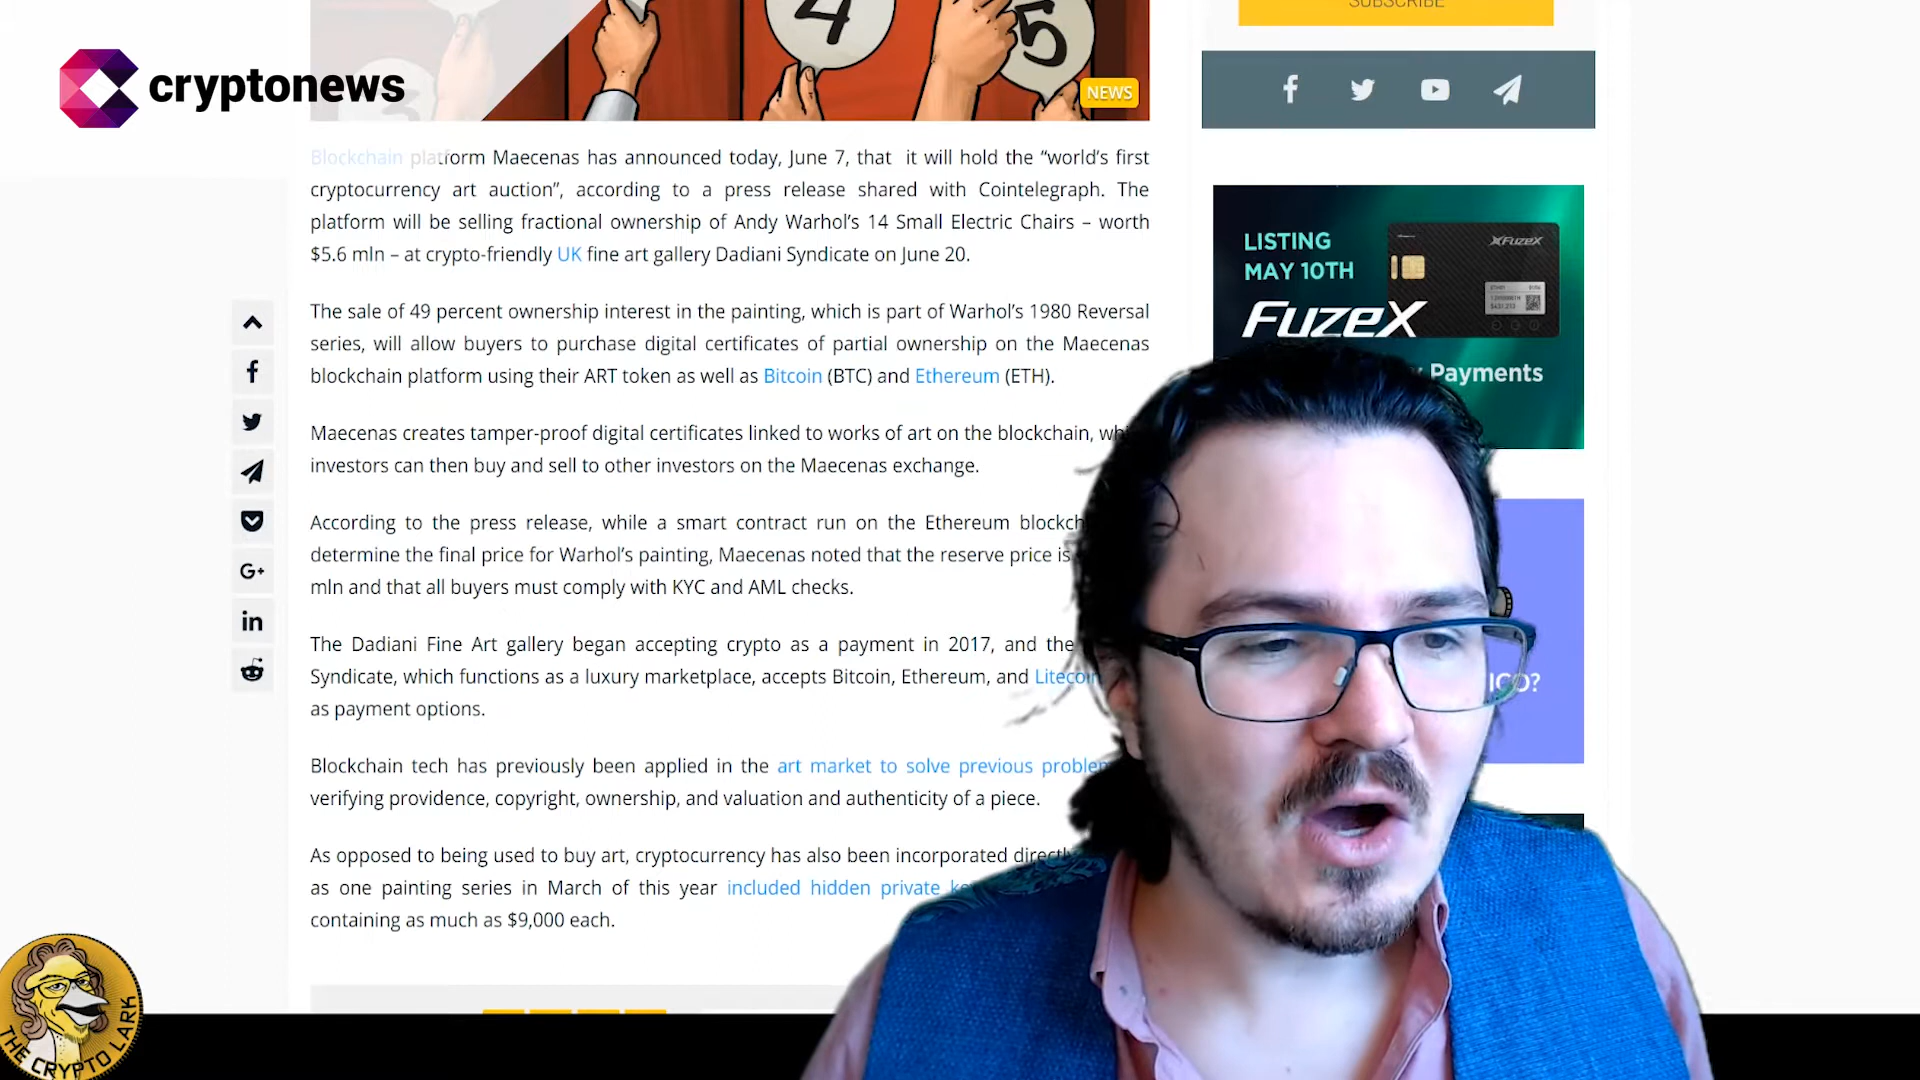 SUBSCRIBE
4
5
3
cryptonews
NEWS
Blockchain platform Maecenas has announced today, June 7, that it will hold the “world’s first
cryptocurrency art auction”, according to a press release shared with Cointelegraph. The
platform will be selling fractional ownership of Andy Warhol’s 14 Small Electric Chairs – worth
$5.6 mln – at crypto-friendly UK fine art gallery Dadiani Syndicate on June 20.
The sale of 49 percent ownership interest in the painting, which is part of Warhol’s 1980 Reversal
series, will allow buyers to purchase digital certificates of partial ownership on the Maecenas
blockchain platform using their ART token as well as Bitcoin (BTC) and Ethereum (ETH).
Maecenas creates tamper-proof digital certificates linked to works of art on the blockchain, wh
investors can then buy and sell to other investors on the Maecenas exchange.
According to the press release, while a smart contract run on the Ethereum blockch
determine the final price for Warhol’s painting, Maecenas noted that the reserve price is
mln and that all buyers must comply with KYC and AML checks.
The Dadiani Fine Art gallery began accepting crypto as a payment in 2017, and the
Syndicate, which functions as a luxury marketplace, accepts Bitcoin, Ethereum, and Litecoin
as payment options.
Blockchain tech has previously been applied in the art market to solve previous problem
verifying providence, copyright, ownership, and valuation and authenticity of a piece.
As opposed to being used to buy art, cryptocurrency has also been incorporated directl
as one painting series in March of this year included hidden private ke
containing as much as $9,000 each.
G+
in
LISTING
MAY 10TH
FUZEX
FUZEX
Payments
ICO?
THE CRYPTO LARK